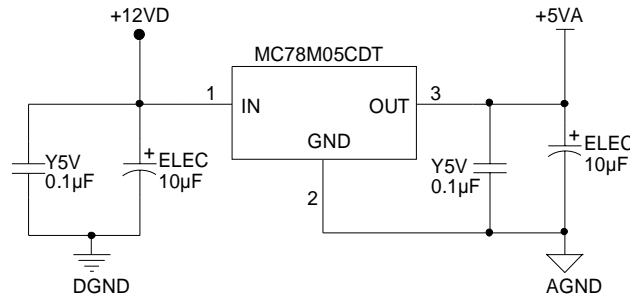 +12VD
+5VA
MC78M05CDT
1
IN
OUT
3
GND
2
+
ELEC
10µF
Y5V
0.1µF
Y5V
0.1µF
+
ELEC
10µF
DGND
AGND